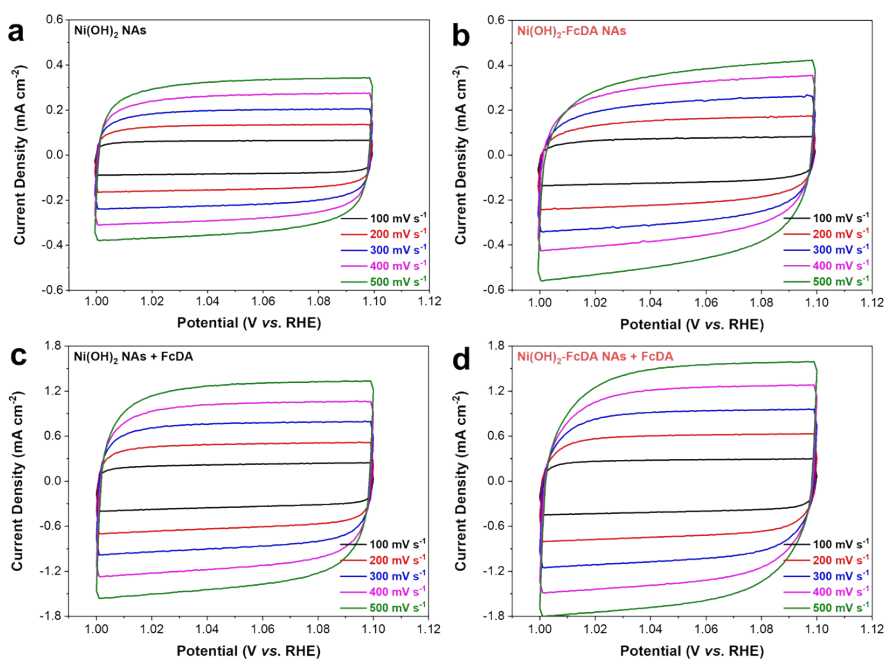 a
Ni(OH)₂ NAs
Current Density (mA cm⁻²)
0.6
0.4
0.2
0.0
-0.2
-0.4
-0.6
100 mV s⁻¹
200 mV s⁻¹
300 mV s⁻¹
400 mV s⁻¹
500 mV s⁻¹
1.00 1.02 1.04 1.06 1.08 1.10 1.12
Potential (V vs. RHE)
b
Ni(OH)₂-FcDA NAs
Current Density (mA cm⁻²)
0.6
0.4
0.2
0.0
-0.2
-0.4
-0.6
100 mV s⁻¹
200 mV s⁻¹
300 mV s⁻¹
400 mV s⁻¹
500 mV s⁻¹
1.00 1.02 1.04 1.06 1.08 1.10 1.12
Potential (V vs. RHE)
c
Ni(OH)₂ NAs + FcDA
Current Density (mA cm⁻²)
1.8
1.2
0.6
0.0
-0.6
-1.2
-1.8
100 mV s⁻¹
200 mV s⁻¹
300 mV s⁻¹
400 mV s⁻¹
500 mV s⁻¹
1.00 1.02 1.04 1.06 1.08 1.10 1.12
Potential (V vs. RHE)
d
Ni(OH)₂-FcDA NAs + FcDA
Current Density (mA cm⁻²)
1.8
1.2
0.6
0.0
-0.6
-1.2
-1.8
100 mV s⁻¹
200 mV s⁻¹
300 mV s⁻¹
400 mV s⁻¹
500 mV s⁻¹
1.00 1.02 1.04 1.06 1.08 1.10 1.12
Potential (V vs. RHE)